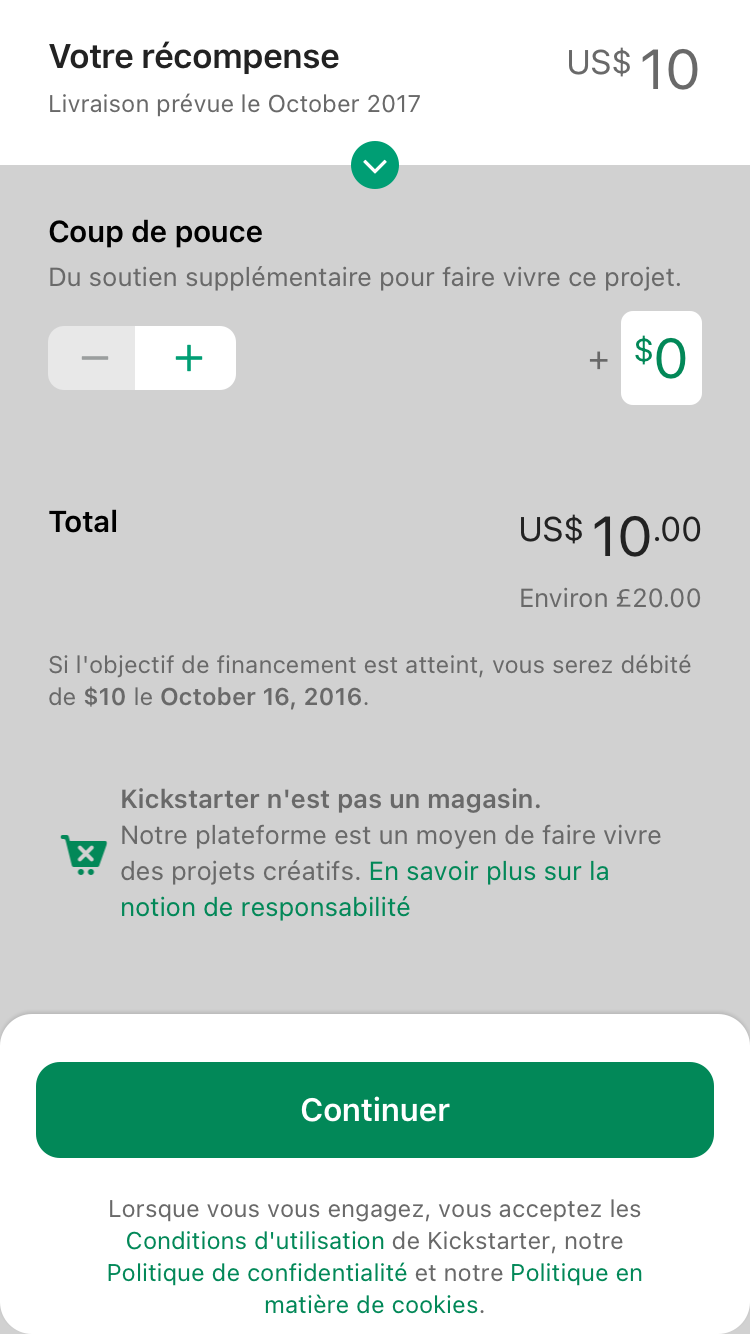 Votre récompense
US$ 10
Livraison prévue le October 2017
Coup de pouce
Du soutien supplémentaire pour faire vivre ce projet.
− +
+ $0
Total
US$ 10.00
Environ £20.00
Si l'objectif de financement est atteint, vous serez débité
de $10 le October 16, 2016.
Kickstarter n'est pas un magasin.
Notre plateforme est un moyen de faire vivre
des projets créatifs. En savoir plus sur la
notion de responsabilité
Continuer
Lorsque vous vous engagez, vous acceptez les
Conditions d'utilisation de Kickstarter, notre
Politique de confidentialité et notre Politique en
matière de cookies.